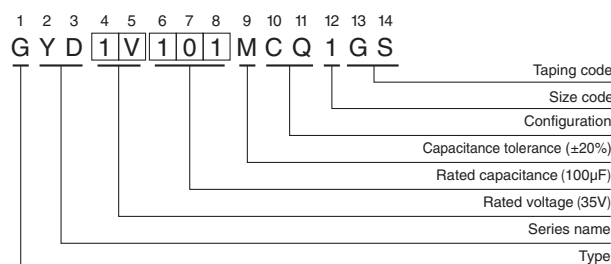 1 2 3 4 5 6 7 8 9 10 11 12 13 14
G Y D 1 V 1 0 1 M C Q 1 G S
Taping code
Size code
Configuration
Capacitance tolerance (±20%)
Rated capacitance (100μF)
Rated voltage (35V)
Series name
Type